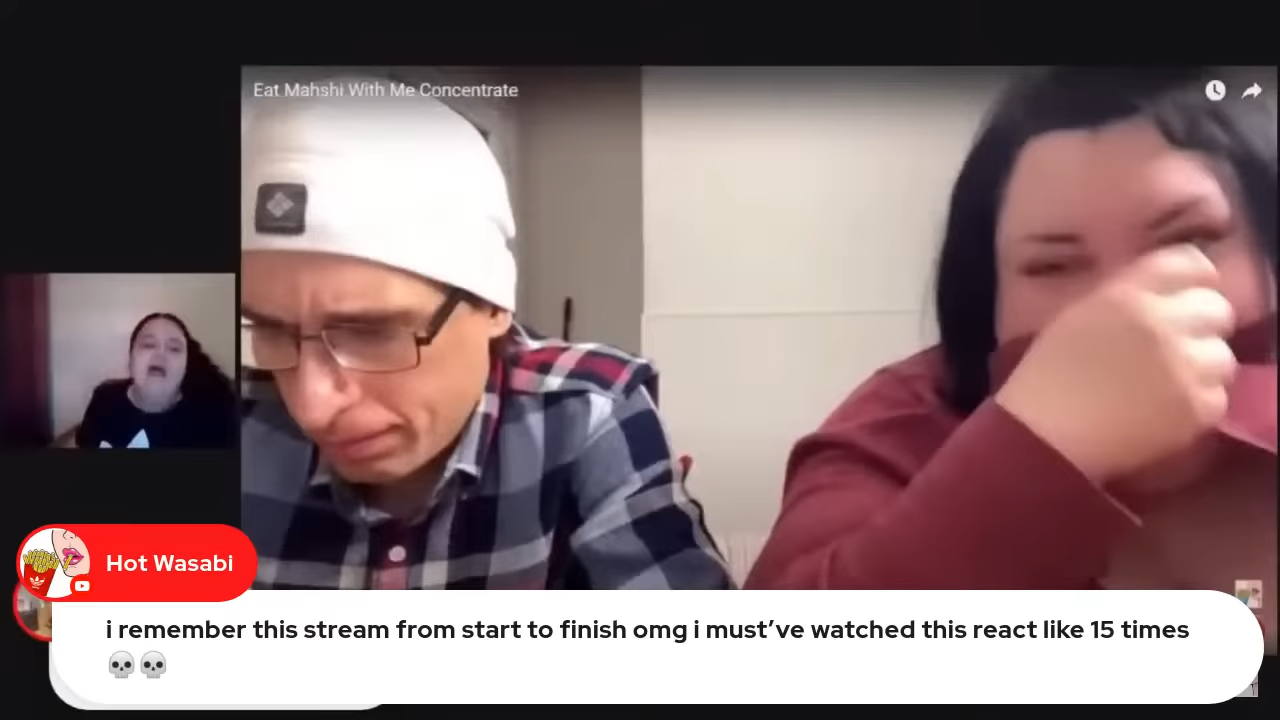 Eat Mahshi With Me Concentrate
Hot Wasabi
i remember this stream from start to finish omg i must’ve watched this react like 15 times
💀💀